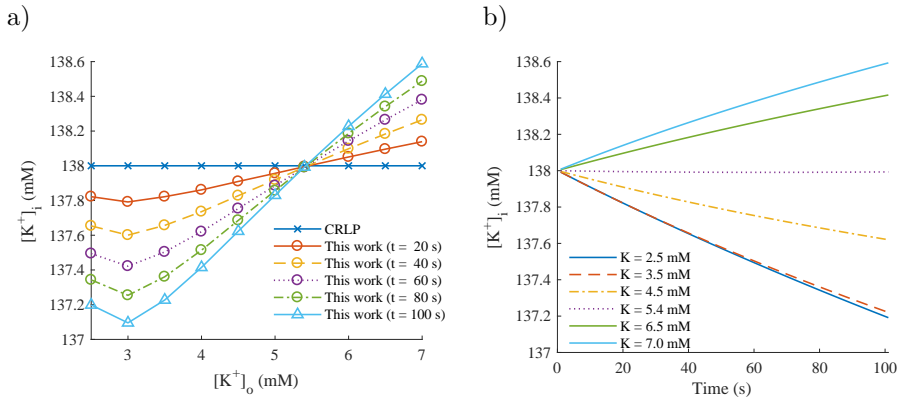 a)
138.6
138.4
138.2
138
137.8
137.6
137.4
137.2
137
[K+]i (mM)
3
4
5
6
7
[K+]o (mM)
CRLP
This work (t = 20 s)
This work (t = 40 s)
This work (t = 60 s)
This work (t = 80 s)
This work (t = 100 s)
b)
138.6
138.4
138.2
138
137.8
137.6
137.4
137.2
137
[K+]i (mM)
0
20
40
60
80
100
Time (s)
K = 2.5 mM
K = 3.5 mM
K = 4.5 mM
K = 5.4 mM
K = 6.5 mM
K = 7.0 mM